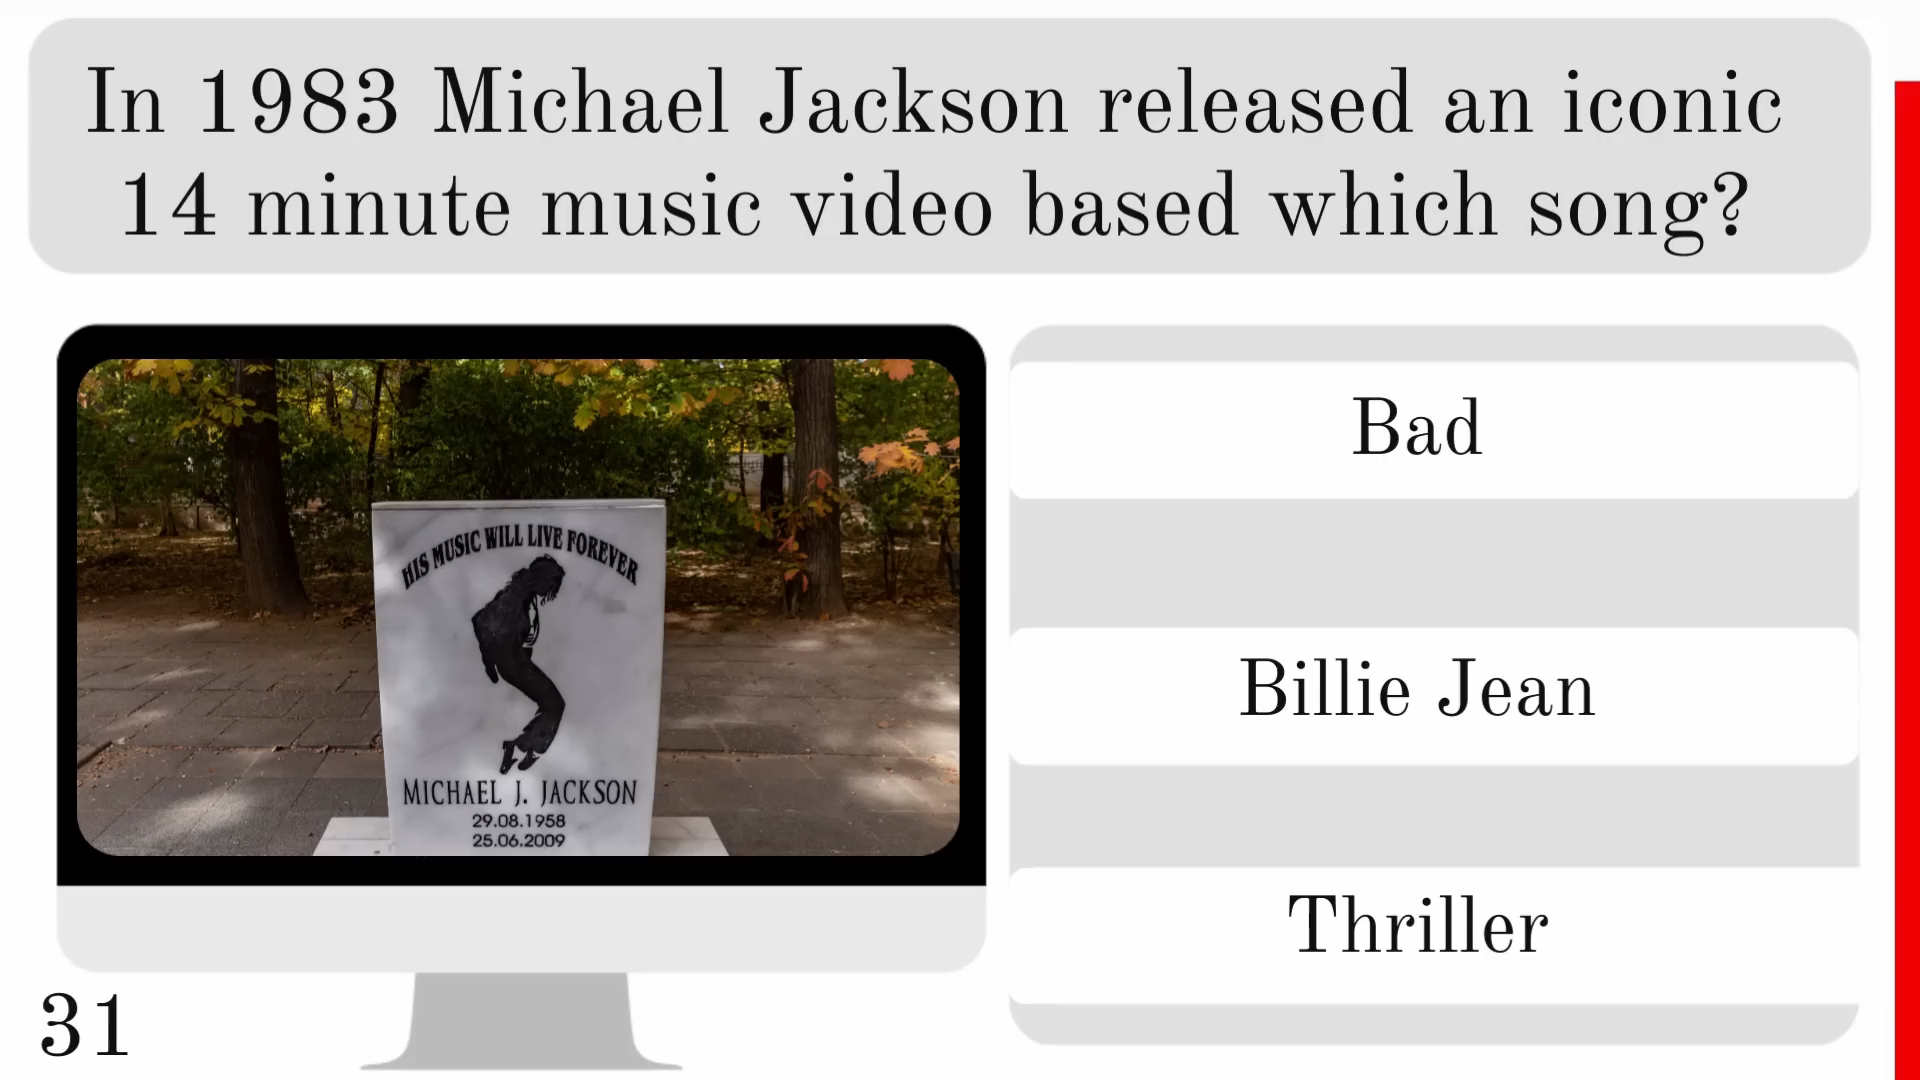 In 1983 Michael Jackson released an iconic
14 minute music video based which song?
HIS MUSIC WILL LIVE FOREVER
MICHAEL J. JACKSON
29.08.1958
25.06.2009
Bad
Billie Jean
Thriller
31